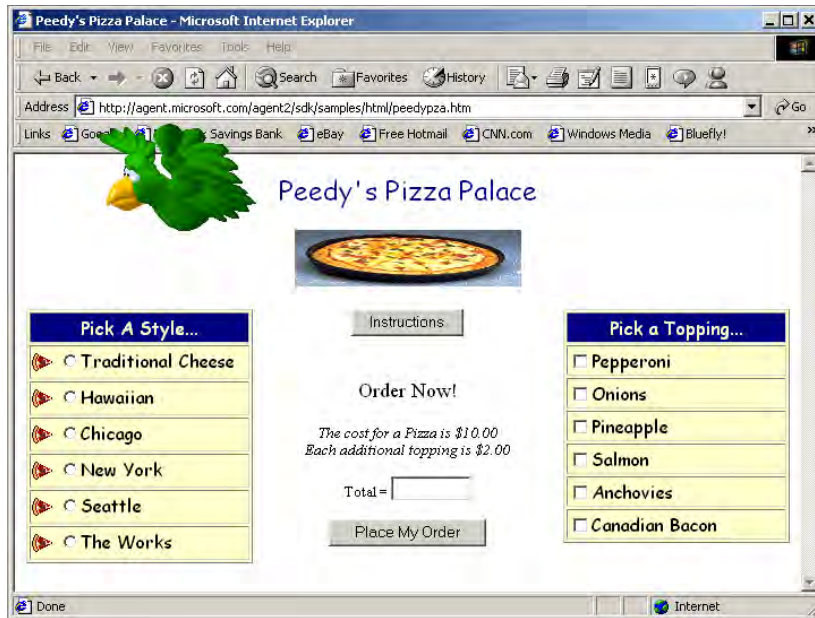 Peedy's Pizza Palace - Microsoft Internet Explorer
File Edit View Favorites Tools Help
Back Search Favorites History
Address http://agent.microsoft.com/agent2/sdk/samples/html/peedypza.htm Go
Links Savings Bank eBay Free Hotmail CNN.com Windows Media Bluefly! »
Peedy's Pizza Palace
Pick A Style...
Traditional Cheese
Hawaiian
Chicago
New York
Seattle
The Works
Instructions
Order Now!
The cost for a Pizza is $10.00
Each additional topping is $2.00
Total =
Place My Order
Pick a Topping...
Pepperoni
Onions
Pineapple
Salmon
Anchovies
Canadian Bacon
Done Internet